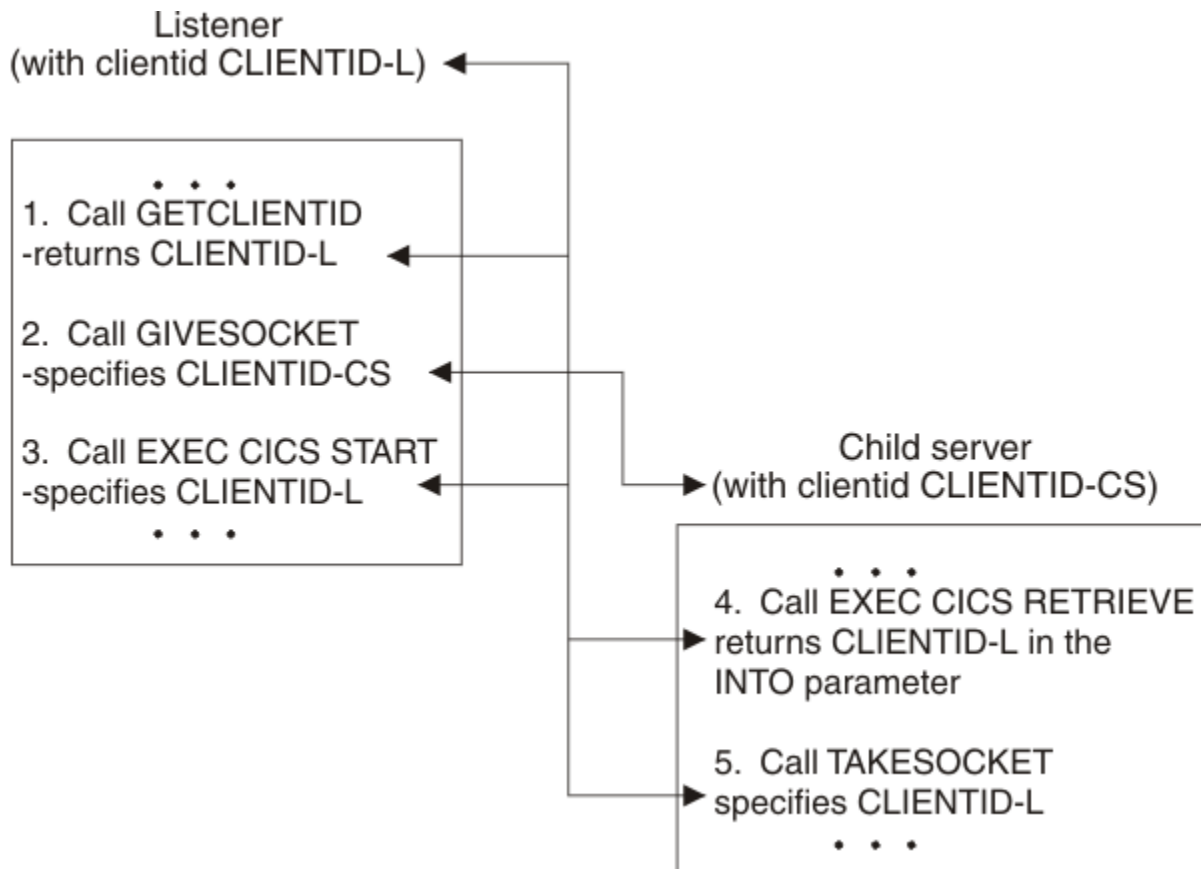 Listener
(with clientid CLIENTID-L)
. . .
1. Call GETCLIENTID
-returns CLIENTID-L
2. Call GIVESOCKET
-specifies CLIENTID-CS
3. Call EXEC CICS START
-specifies CLIENTID-L
. . .
Child server
(with clientid CLIENTID-CS)
. . .
4. Call EXEC CICS RETRIEVE
returns CLIENTID-L in the
INTO parameter
5. Call TAKESOCKET
specifies CLIENTID-L
. . .